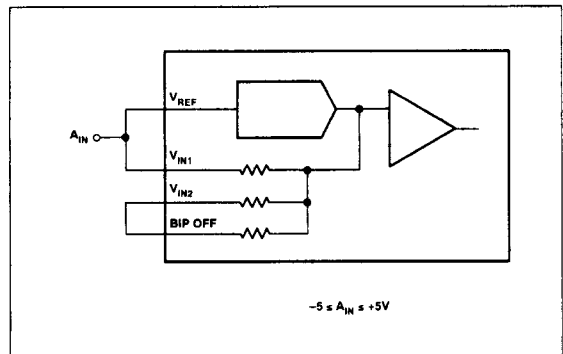 V_REF
A_IN
V_IN1
V_IN2
BIP OFF
−5 ≤ A_IN ≤ +5V